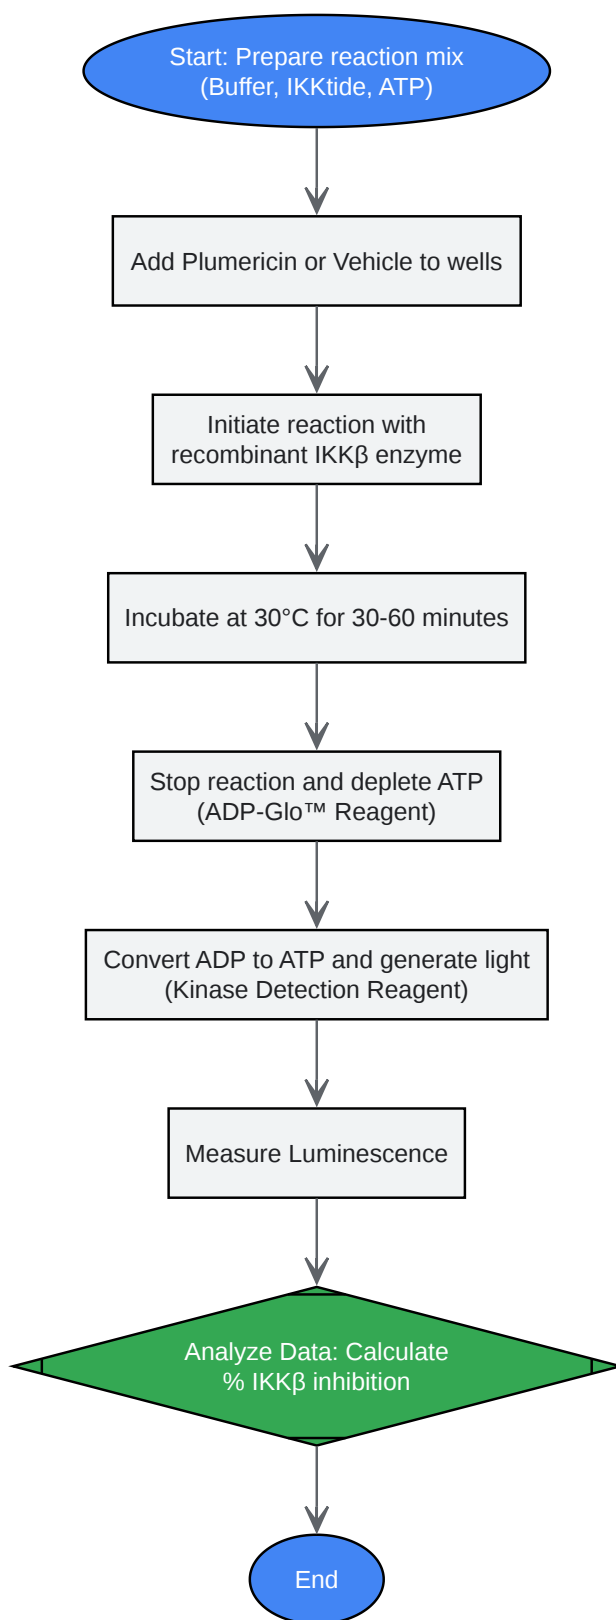 Start: Prepare reaction mix
(Buffer, IKKtide, ATP)
Add Plumericin or Vehicle to wells
Initiate reaction with
recombinant IKKβ enzyme
Incubate at 30°C for 30-60 minutes
Stop reaction and deplete ATP
(ADP-Glo™ Reagent)
Convert ADP to ATP and generate light
(Kinase Detection Reagent)
Measure Luminescence
Analyze Data: Calculate
% IKKβ inhibition
End